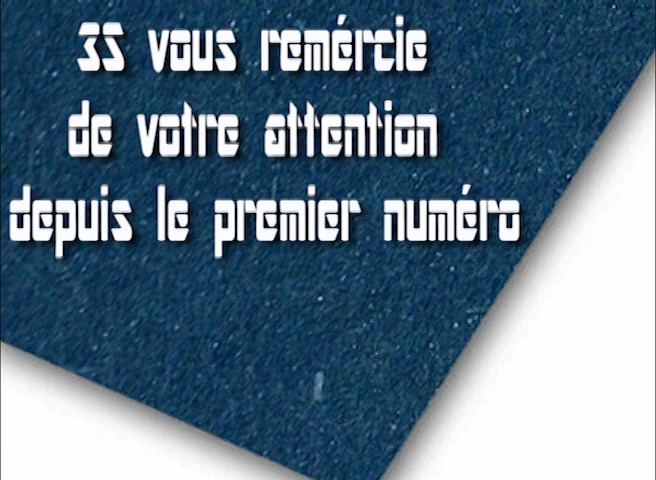 3S vous remércie
de votre attention
depuis le premier numéro